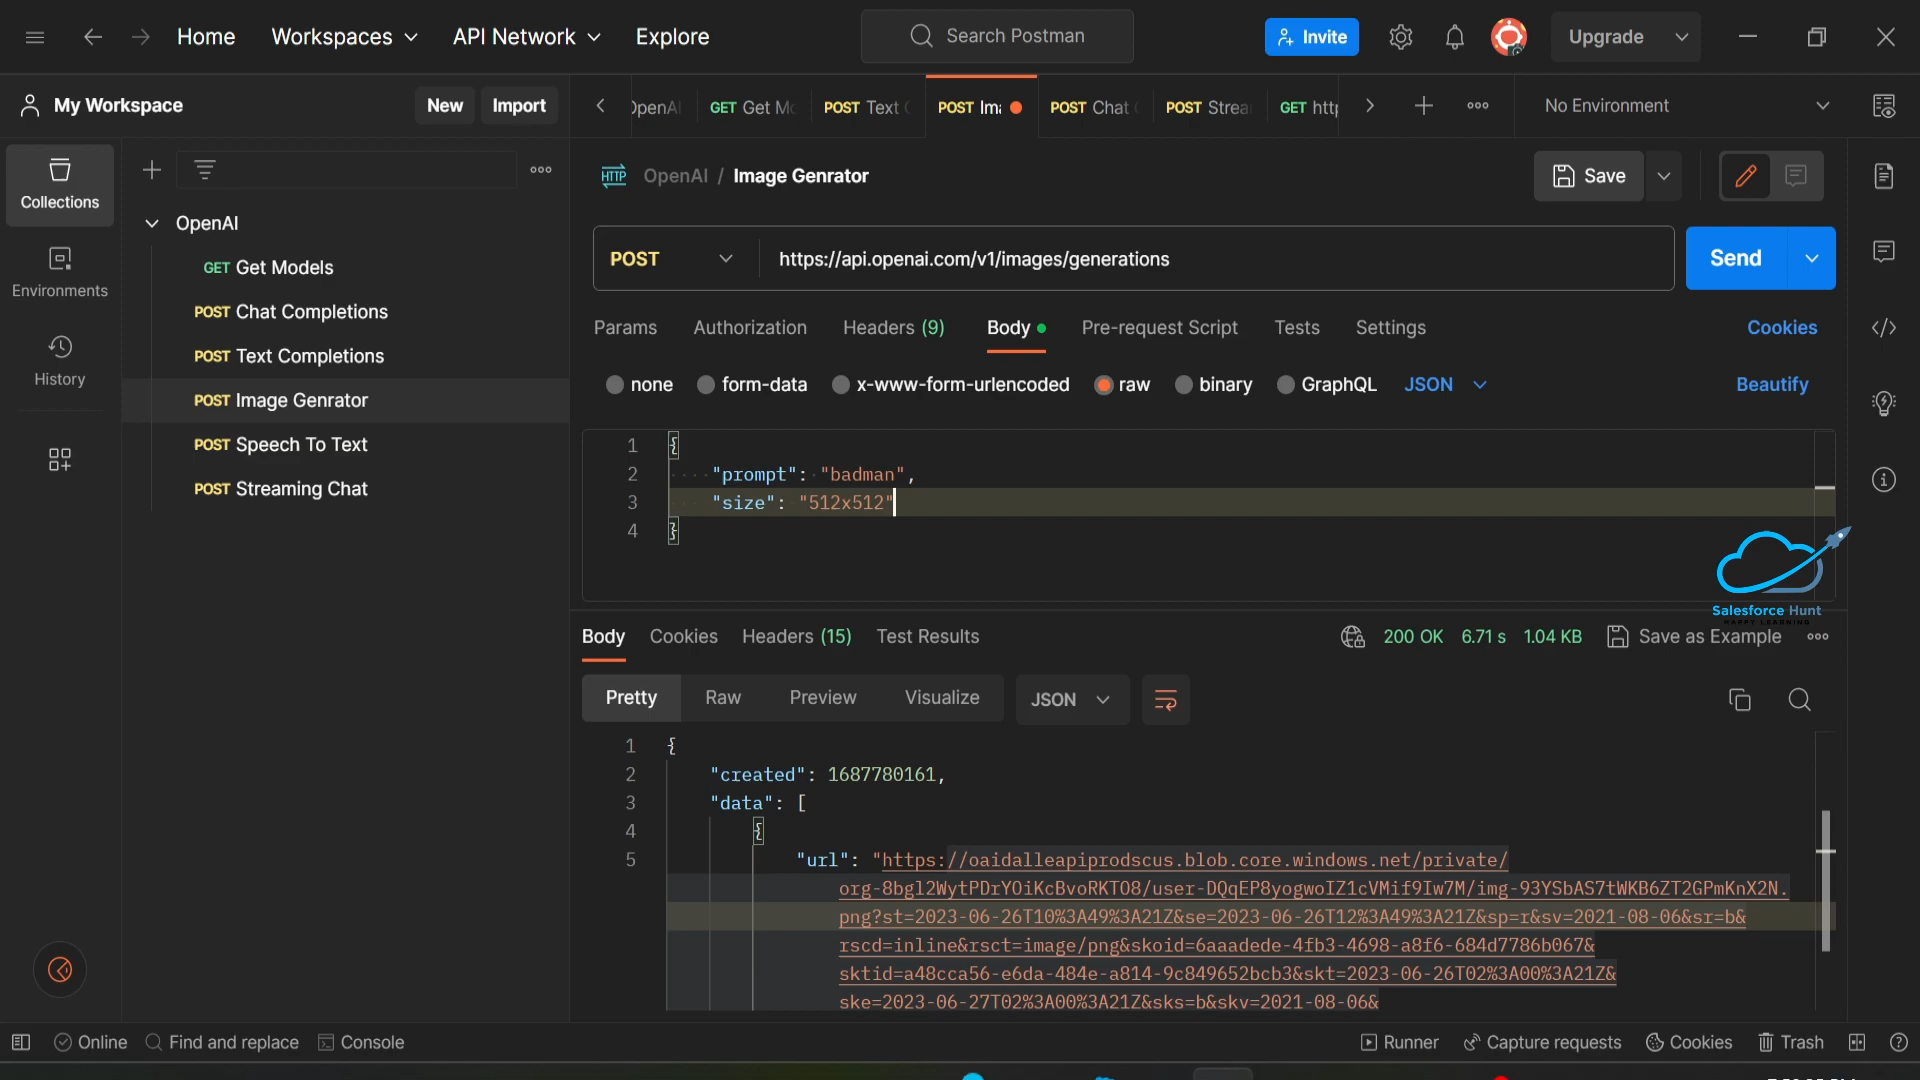 Home
Workspaces
API Network
Explore
Search Postman
Invite
Upgrade
My Workspace
New
Import
OpenAI
GET Get Mo
POST Text C
POST Ima
POST Chat C
POST Strea
GET http
No Environment
Collections
Environments
History
OpenAI
GET Get Models
POST Chat Completions
POST Text Completions
POST Image Genrator
POST Speech To Text
POST Streaming Chat
HTTP OpenAI / Image Genrator
Save
POST
https://api.openai.com/v1/images/generations
Send
Params
Authorization
Headers (9)
Body
Pre-request Script
Tests
Settings
Cookies
none
form-data
x-www-form-urlencoded
raw
binary
GraphQL
JSON
Beautify
1 {
2 "prompt": "badman",
3 "size": "512x512"
4 }
Salesforce Hunt
HAPPY LEARNING
Body
Cookies
Headers (15)
Test Results
200 OK
6.71 s
1.04 KB
Save as Example
Pretty
Raw
Preview
Visualize
JSON
1 {
2 "created": 1687780161,
3 "data": [
4 {
5 "url": "https://oaidalleapiprodscus.blob.core.windows.net/private/
org-8bgl2WytPDrYOiKcBvoRKTO8/user-DQqEP8yogwoIZ1cVMif9Iw7M/img-93YSbAS7tWKB6ZT2GPmKnX2N.
png?st=2023-06-26T10%3A49%3A21Z&se=2023-06-26T12%3A49%3A21Z&sp=r&sv=2021-08-06&sr=b&
rscd=inline&rsct=image/png&skoid=6aaadede-4fb3-4698-a8f6-684d7786b067&
sktid=a48cca56-e6da-484e-a814-9c849652bcb3&skt=2023-06-26T02%3A00%3A21Z&
ske=2023-06-27T02%3A00%3A21Z&sks=b&skv=2021-08-06&
Online
Find and replace
Console
Runner
Capture requests
Cookies
Trash